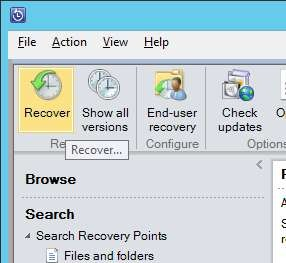 File Action View Help
Recover Show all versions End-user recovery Check updates
Re Configure Options
Recover...
Browse
Search
Search Recovery Points
Files and folders